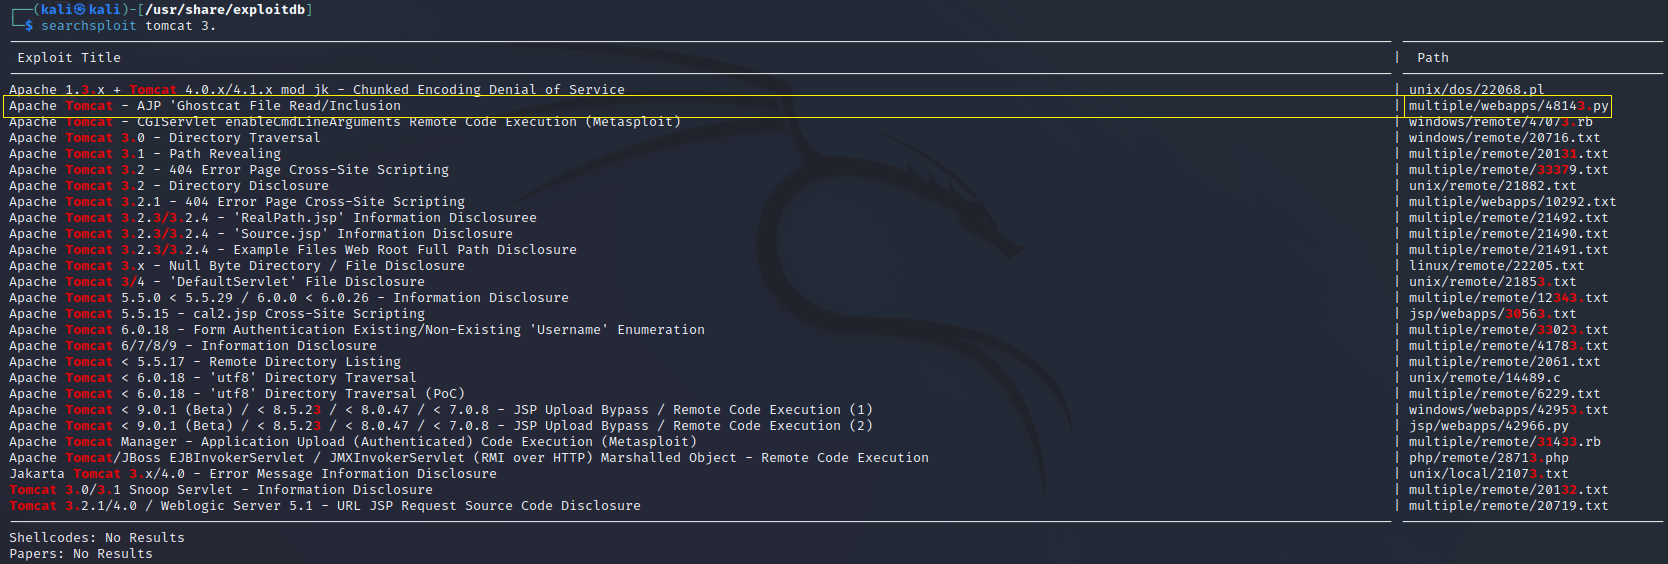 ┌──(kali㉿kali)-[/usr/share/exploitdb]
└─$ searchsploit tomcat 3.
Exploit Title | Path
Apache 1.3.x + Tomcat 4.0.x/4.1.x mod jk - Chunked Encoding Denial of Service | unix/dos/22068.pl
Apache Tomcat - AJP 'Ghostcat File Read/Inclusion | multiple/webapps/48143.py
Apache Tomcat - CGIServlet enableCmdLineArguments Remote Code Execution (Metasploit) | windows/remote/47073.rb
Apache Tomcat 3.0 - Directory Traversal | windows/remote/20716.txt
Apache Tomcat 3.1 - Path Revealing | multiple/remote/20131.txt
Apache Tomcat 3.2 - 404 Error Page Cross-Site Scripting | multiple/remote/33379.txt
Apache Tomcat 3.2 - Directory Disclosure | unix/remote/21882.txt
Apache Tomcat 3.2.1 - 404 Error Page Cross-Site Scripting | multiple/webapps/10292.txt
Apache Tomcat 3.2.3/3.2.4 - 'RealPath.jsp' Information Disclosuree | multiple/remote/21492.txt
Apache Tomcat 3.2.3/3.2.4 - 'Source.jsp' Information Disclosure | multiple/remote/21490.txt
Apache Tomcat 3.2.3/3.2.4 - Example Files Web Root Full Path Disclosure | multiple/remote/21491.txt
Apache Tomcat 3.x - Null Byte Directory / File Disclosure | linux/remote/22205.txt
Apache Tomcat 3/4 - 'DefaultServlet' File Disclosure | unix/remote/21853.txt
Apache Tomcat 5.5.0 < 5.5.29 / 6.0.0 < 6.0.26 - Information Disclosure | multiple/remote/12343.txt
Apache Tomcat 5.5.15 - cal2.jsp Cross-Site Scripting | jsp/webapps/30563.txt
Apache Tomcat 6.0.18 - Form Authentication Existing/Non-Existing 'Username' Enumeration | multiple/remote/33023.txt
Apache Tomcat 6/7/8/9 - Information Disclosure | multiple/remote/41783.txt
Apache Tomcat < 5.5.17 - Remote Directory Listing | multiple/remote/2061.txt
Apache Tomcat < 6.0.18 - 'utf8' Directory Traversal | unix/remote/14489.c
Apache Tomcat < 6.0.18 - 'utf8' Directory Traversal (PoC) | multiple/remote/6229.txt
Apache Tomcat < 9.0.1 (Beta) / < 8.5.23 / < 8.0.47 / < 7.0.8 - JSP Upload Bypass / Remote Code Execution (1) | windows/webapps/42953.txt
Apache Tomcat < 9.0.1 (Beta) / < 8.5.23 / < 8.0.47 / < 7.0.8 - JSP Upload Bypass / Remote Code Execution (2) | jsp/webapps/42966.py
Apache Tomcat Manager - Application Upload (Authenticated) Code Execution (Metasploit) | multiple/remote/31433.rb
Apache Tomcat/JBoss EJBInvokerServlet / JMXInvokerServlet (RMI over HTTP) Marshalled Object - Remote Code Execution | php/remote/28713.php
Jakarta Tomcat 3.x/4.0 - Error Message Information Disclosure | unix/local/21073.txt
Tomcat 3.0/3.1 Snoop Servlet - Information Disclosure | multiple/remote/20132.txt
Tomcat 3.2.1/4.0 / Weblogic Server 5.1 - URL JSP Request Source Code Disclosure | multiple/remote/20719.txt
Shellcodes: No Results
Papers: No Results